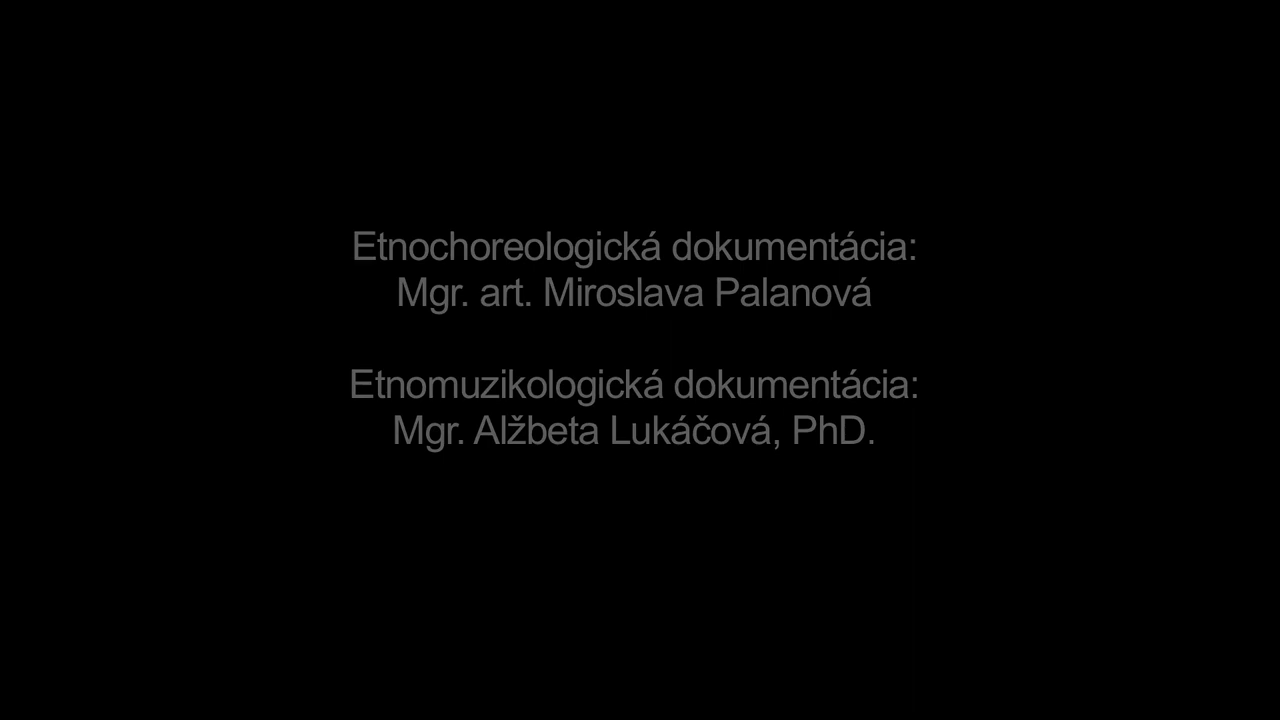 Etnochoreologická dokumentácia:
Mgr. art. Miroslava Palanová
Etnomuzikologická dokumentácia:
Mgr. Alžbeta Lukáčová, PhD.